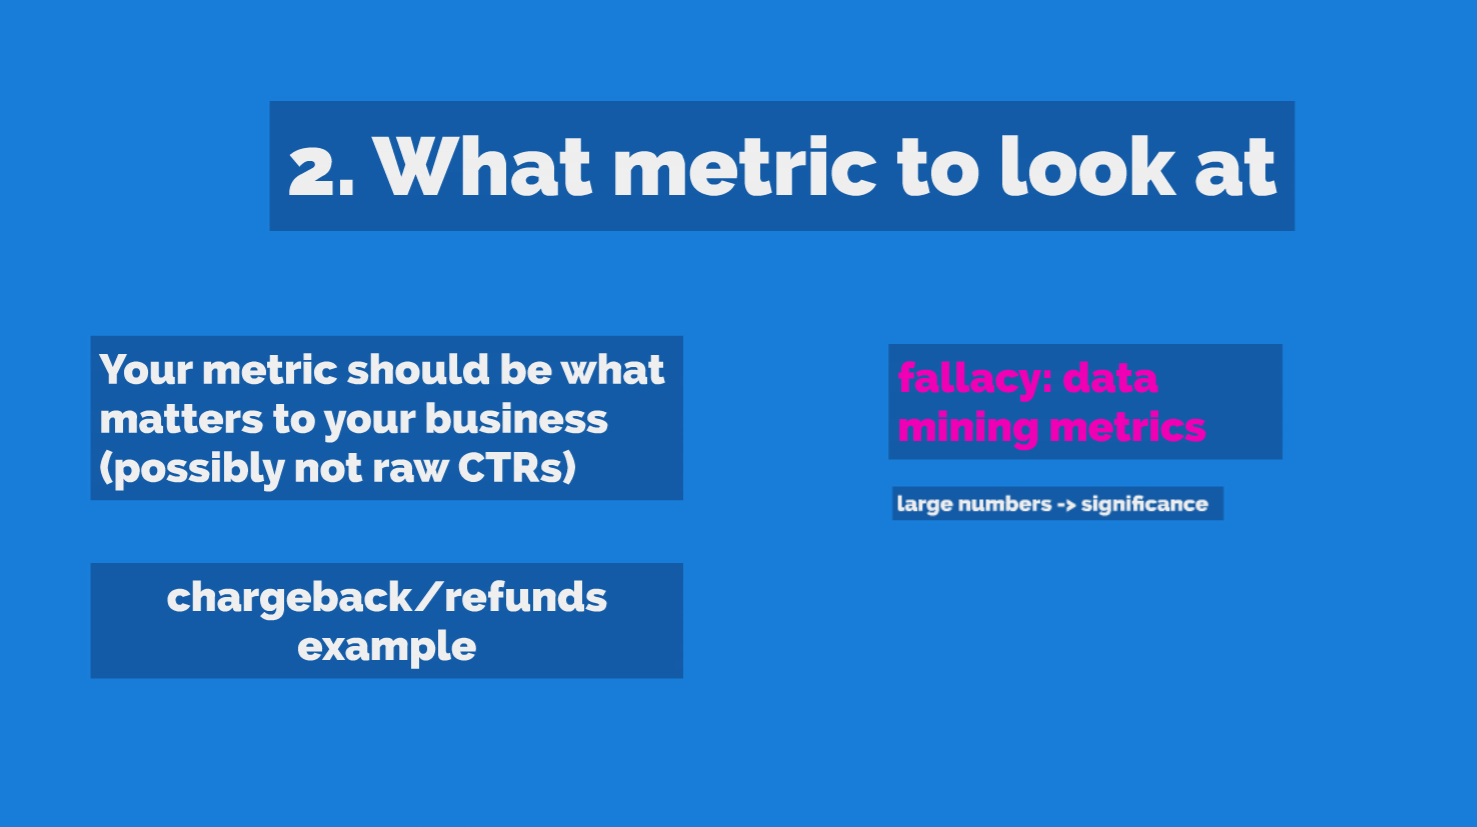 2. What metric to look at
Your metric should be what
matters to your business
(possibly not raw CTRs)
chargeback/refunds
example
fallacy: data
mining metrics
large numbers -> significance